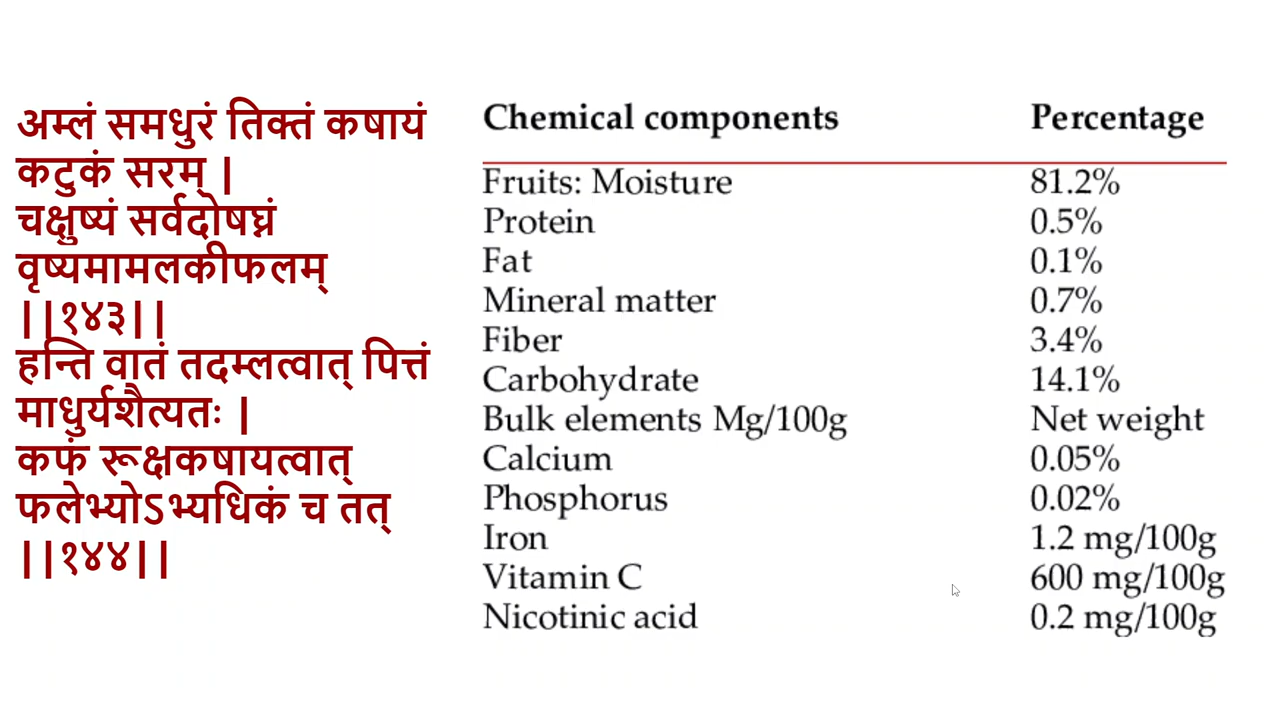 अम्लं समधुरं तिक्तं कषायं
कटुकं सरम् |
चक्षुष्यं सर्वदोषघ्नं
वृष्यमामलकीफलम्
||१४३||
हन्ति वातं तदम्लत्वात् पित्तं
माधुर्यशैत्यतः |
कफं रूक्षकषायत्वात्
फलेभ्योऽभ्यधिकं च तत्
||१४४||
Chemical components Percentage
Fruits: Moisture 81.2%
Protein 0.5%
Fat 0.1%
Mineral matter 0.7%
Fiber 3.4%
Carbohydrate 14.1%
Bulk elements Mg/100g Net weight
Calcium 0.05%
Phosphorus 0.02%
Iron 1.2 mg/100g
Vitamin C 600 mg/100g
Nicotinic acid 0.2 mg/100g